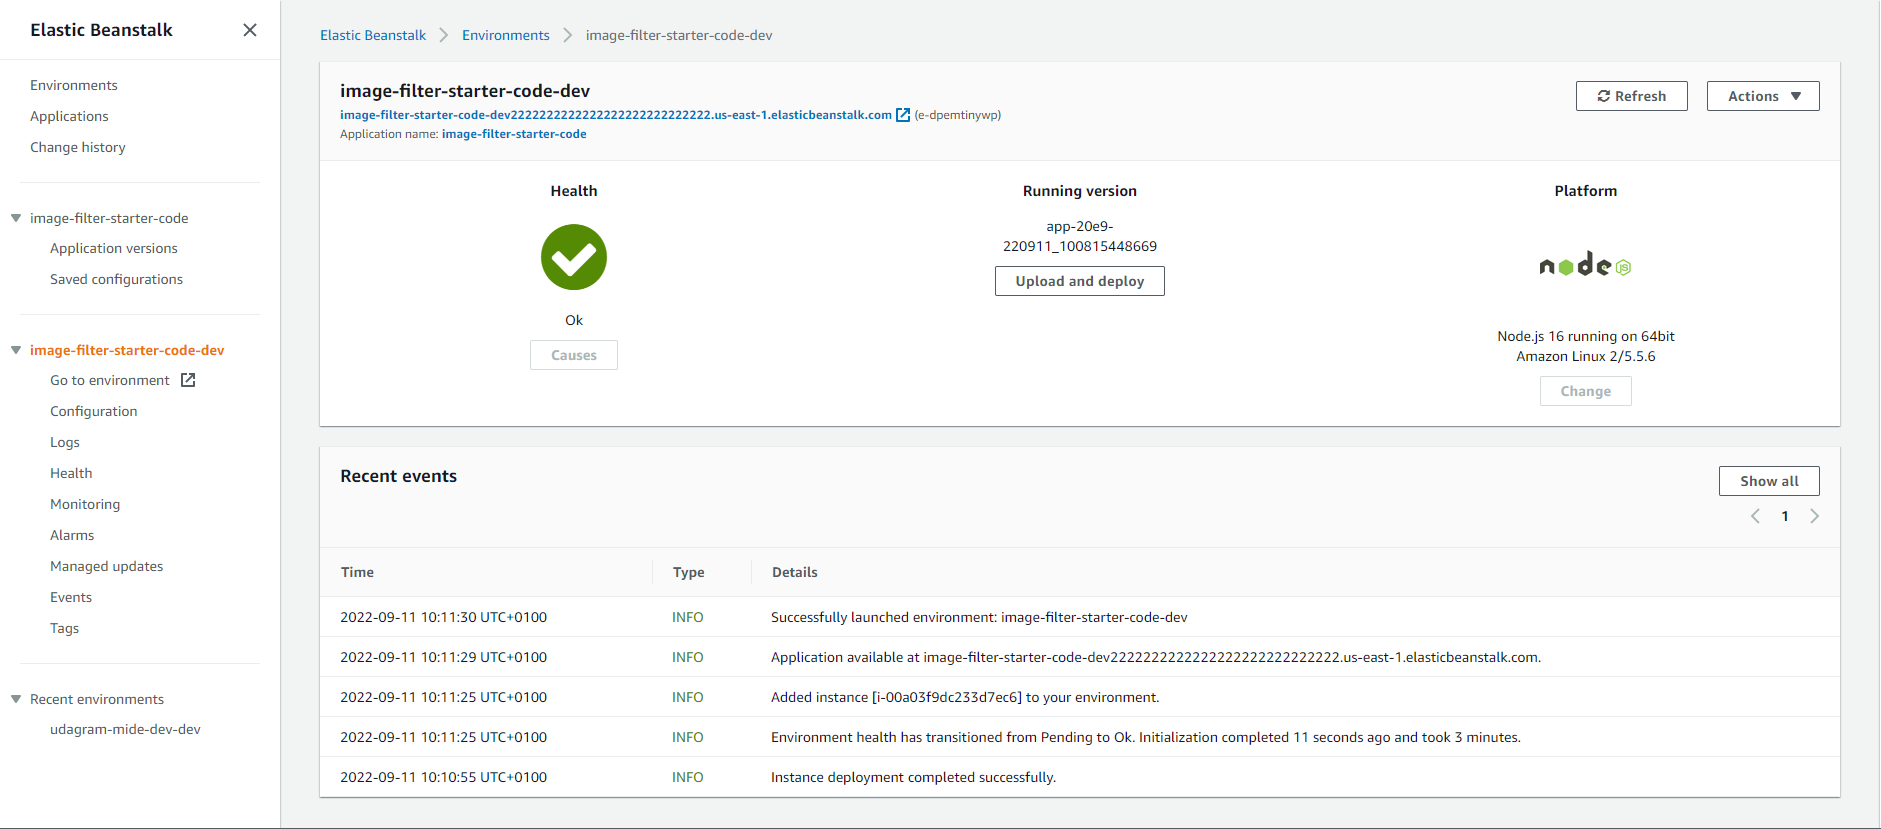 Elastic Beanstalk
Environments
Applications
Change history
image-filter-starter-code
Application versions
Saved configurations
image-filter-starter-code-dev
Go to environment
Configuration
Logs
Health
Monitoring
Alarms
Managed updates
Events
Tags
Recent environments
udagram-mide-dev-dev
Elastic Beanstalk > Environments > image-filter-starter-code-dev
image-filter-starter-code-dev
image-filter-starter-code-dev2222222222222222222222222222.us-east-1.elasticbeanstalk.com (e-dpemtinywp)
Application name: image-filter-starter-code
Refresh
Actions
Health
Ok
Causes
Running version
app-20e9-
220911_100815448669
Upload and deploy
Platform
node JS
Node.js 16 running on 64bit
Amazon Linux 2/5.5.6
Change
Recent events
Show all
1
Time Type Details
2022-09-11 10:11:30 UTC+0100 INFO Successfully launched environment: image-filter-starter-code-dev
2022-09-11 10:11:29 UTC+0100 INFO Application available at image-filter-starter-code-dev2222222222222222222222222222.us-east-1.elasticbeanstalk.com.
2022-09-11 10:11:25 UTC+0100 INFO Added instance [i-00a03f9dc233d7ec6] to your environment.
2022-09-11 10:11:25 UTC+0100 INFO Environment health has transitioned from Pending to Ok. Initialization completed 11 seconds ago and took 3 minutes.
2022-09-11 10:10:55 UTC+0100 INFO Instance deployment completed successfully.